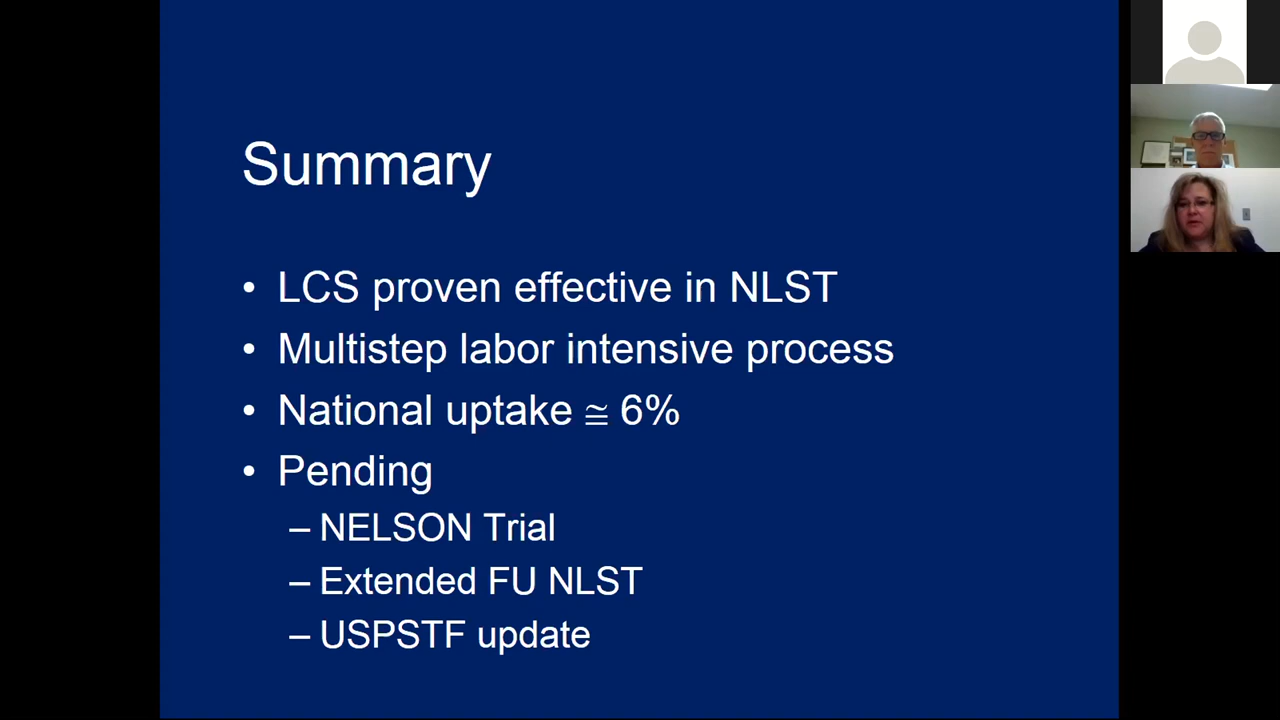 Summary
• LCS proven effective in NLST
• Multistep labor intensive process
• National uptake ≅ 6%
• Pending
– NELSON Trial
– Extended FU NLST
– USPSTF update